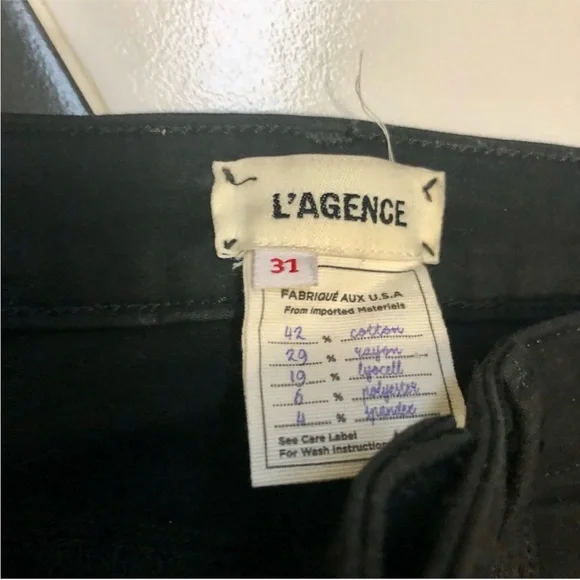 L'AGENCE
31
FABRIQUÉ AUX U.S.A
From Imported Materials
42 % cotton
29 % rayon
19 % lyocell
6 % polyester
4 % spandex
See Care Label
For Wash Instruction